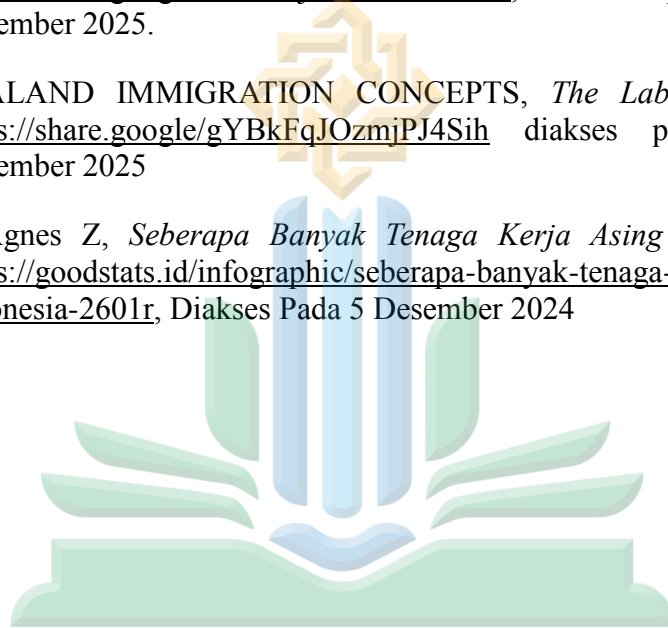 ember 2025.
ALAND IMMIGRATION CONCEPTS, The Lab
s://share.google/gYBkFqJOzmjPJ4Sih diakses p
ember 2025
gnes Z, Seberapa Banyak Tenaga Kerja Asing
s://goodstats.id/infographic/seberapa-banyak-tenaga-
onesia-2601r, Diakses Pada 5 Desember 2024